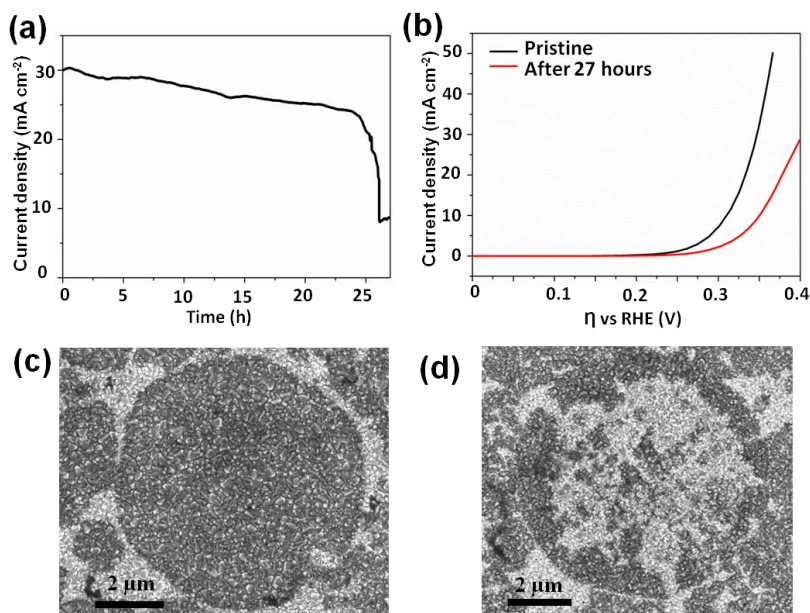 (a)
Current density (mA cm⁻²)
40
30
20
10
0
0 5 10 15 20 25
Time (h)
(b)
Current density (mA cm⁻²)
50
40
30
20
10
0
Pristine
After 27 hours
0 0.1 0.2 0.3 0.4
η vs RHE (V)
(c)
2 μm
(d)
2 μm